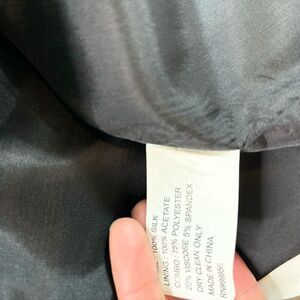 100% SILK
LINING : 100% ACETATE
COMBO : 75% POLYESTER
20% VISCOSE 5% SPANDEX
DRY CLEAN ONLY
MADE IN CHINA